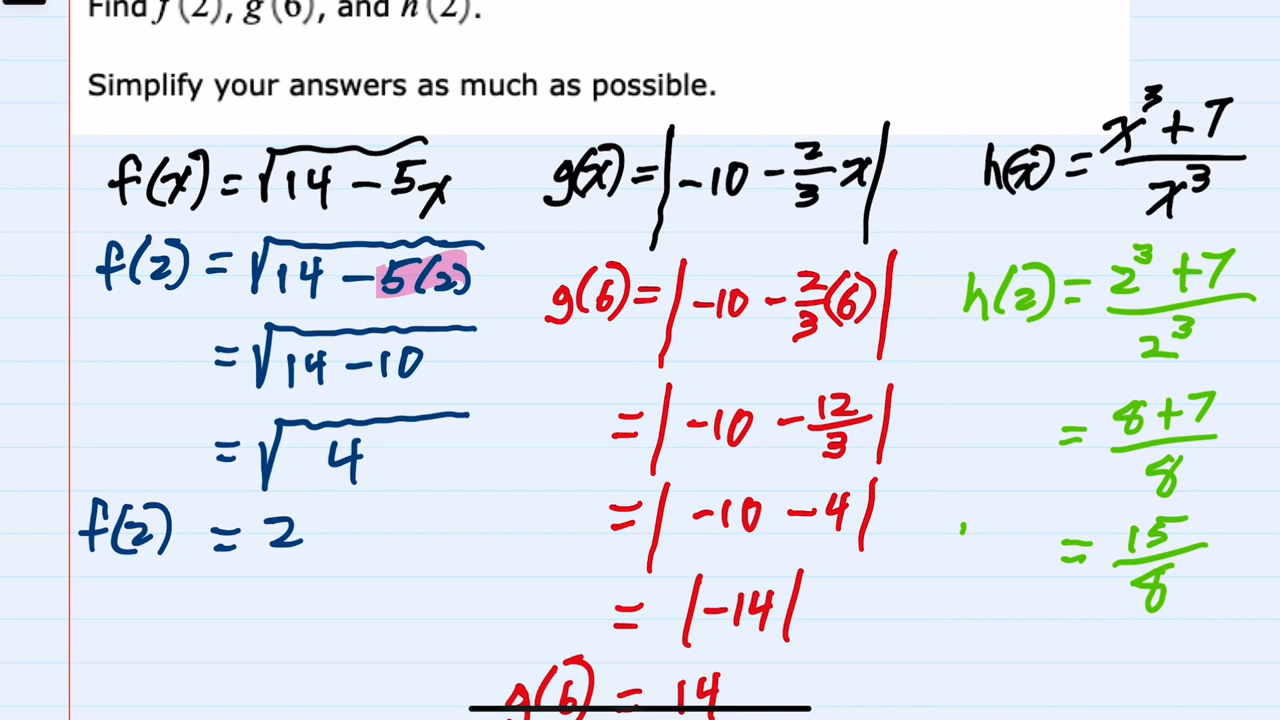 Find f(2), g(6), and h(2).
Simplify your answers as much as possible.
f(x) = √(14 − 5x)
f(2) = √(14 − 5(2))
= √(14 − 10)
= √4
f(2) = 2
g(x) = |−10 − 2/3 x|
g(6) = |−10 − 2/3 (6)|
= |−10 − 12/3|
= |−10 − 4|
= |−14|
g(6) = 14
h(x) = (x³ + 7)/x³
h(2) = (2³ + 7)/2³
= (8 + 7)/8
= 15/8